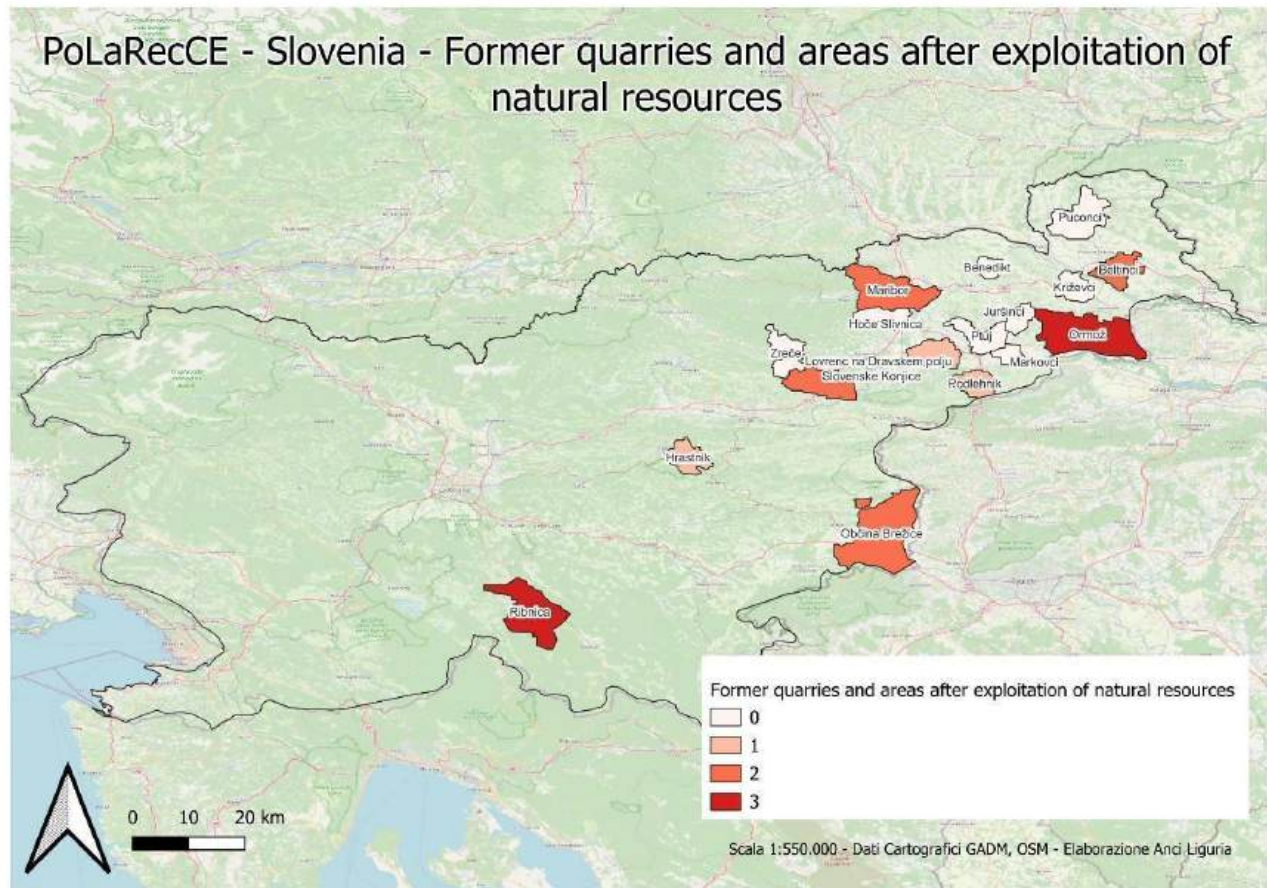 PoLaRecCE - Slovenia - Former quarries and areas after exploitation of
natural resources
Puconci
Benedikt
Beltinci
Križevci
Maribor
Juršinci
Hoče Slivnica
Ptuj
Ormož
Zreče
Lovrenc na Dravskem polju
Markovci
Slovenske Konjice
Podlehnik
Hrastnik
Občina Brežice
Ribnica
Former quarries and areas after exploitation of natural resources
0
1
2
3
0 10 20 km
Scala 1:550.000 - Dati Cartografici GADM, OSM - Elaborazione Anci Liguria